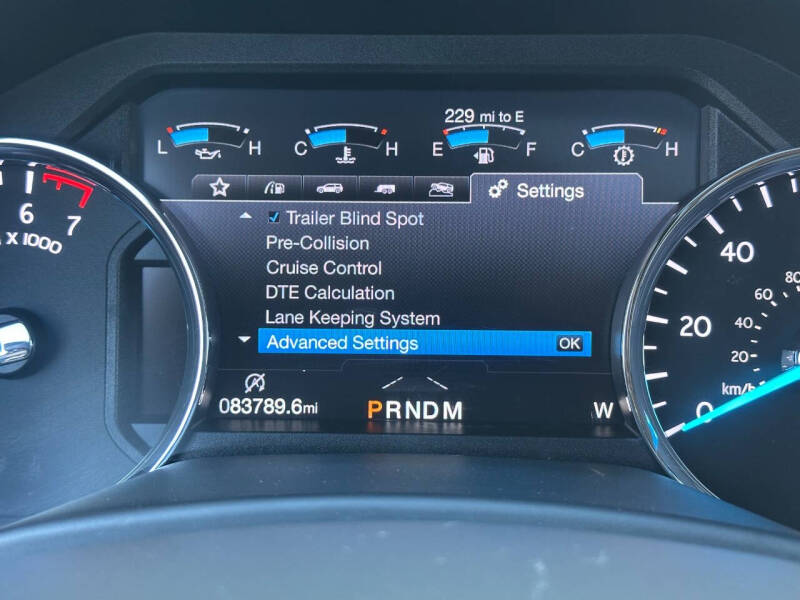 229 mi to E
L H
C H
E F
C H
Settings
Trailer Blind Spot
Pre-Collision
Cruise Control
DTE Calculation
Lane Keeping System
Advanced Settings OK
083789.6mi
PRNDM
W
6
7
x 1000
40
20
0
80
60
40
20
km/h